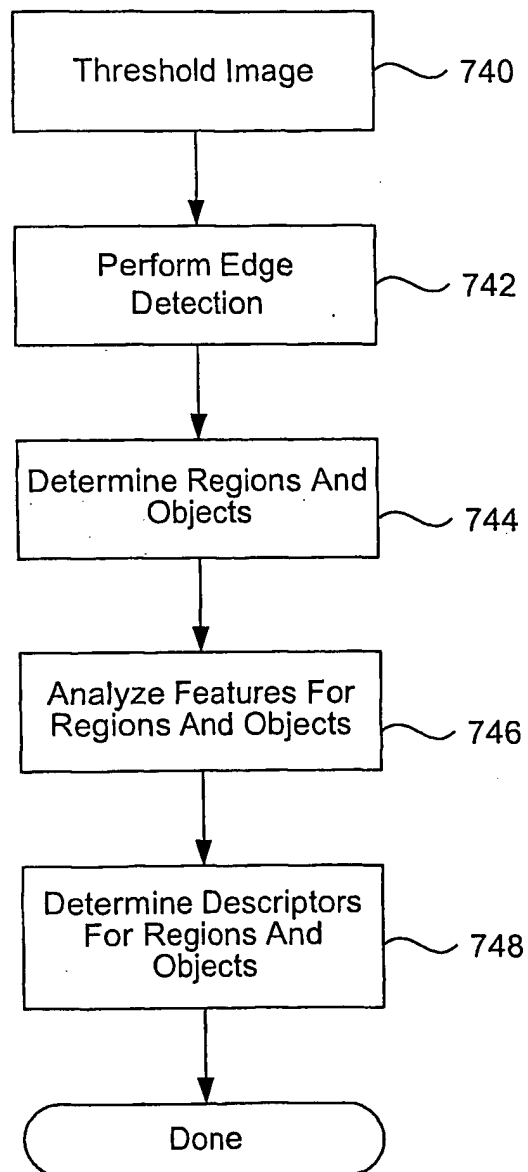 Threshold Image
740
Perform Edge
Detection
742
Determine Regions And
Objects
744
Analyze Features For
Regions And Objects
746
Determine Descriptors
For Regions And
Objects
748
Done